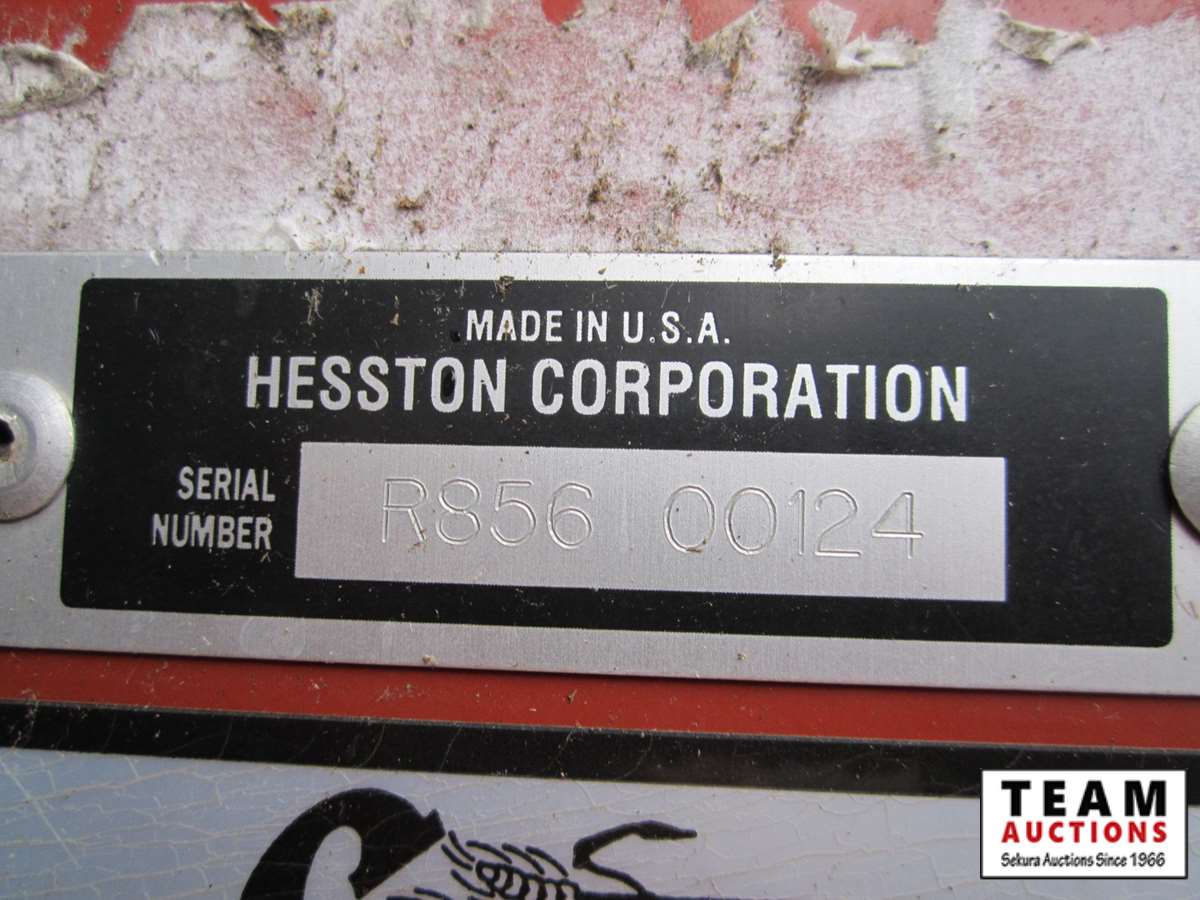 MADE IN U.S.A.
HESSTON CORPORATION
SERIAL
NUMBER
R856 00124
TEAM
AUCTIONS
Sekura Auctions Since 1966